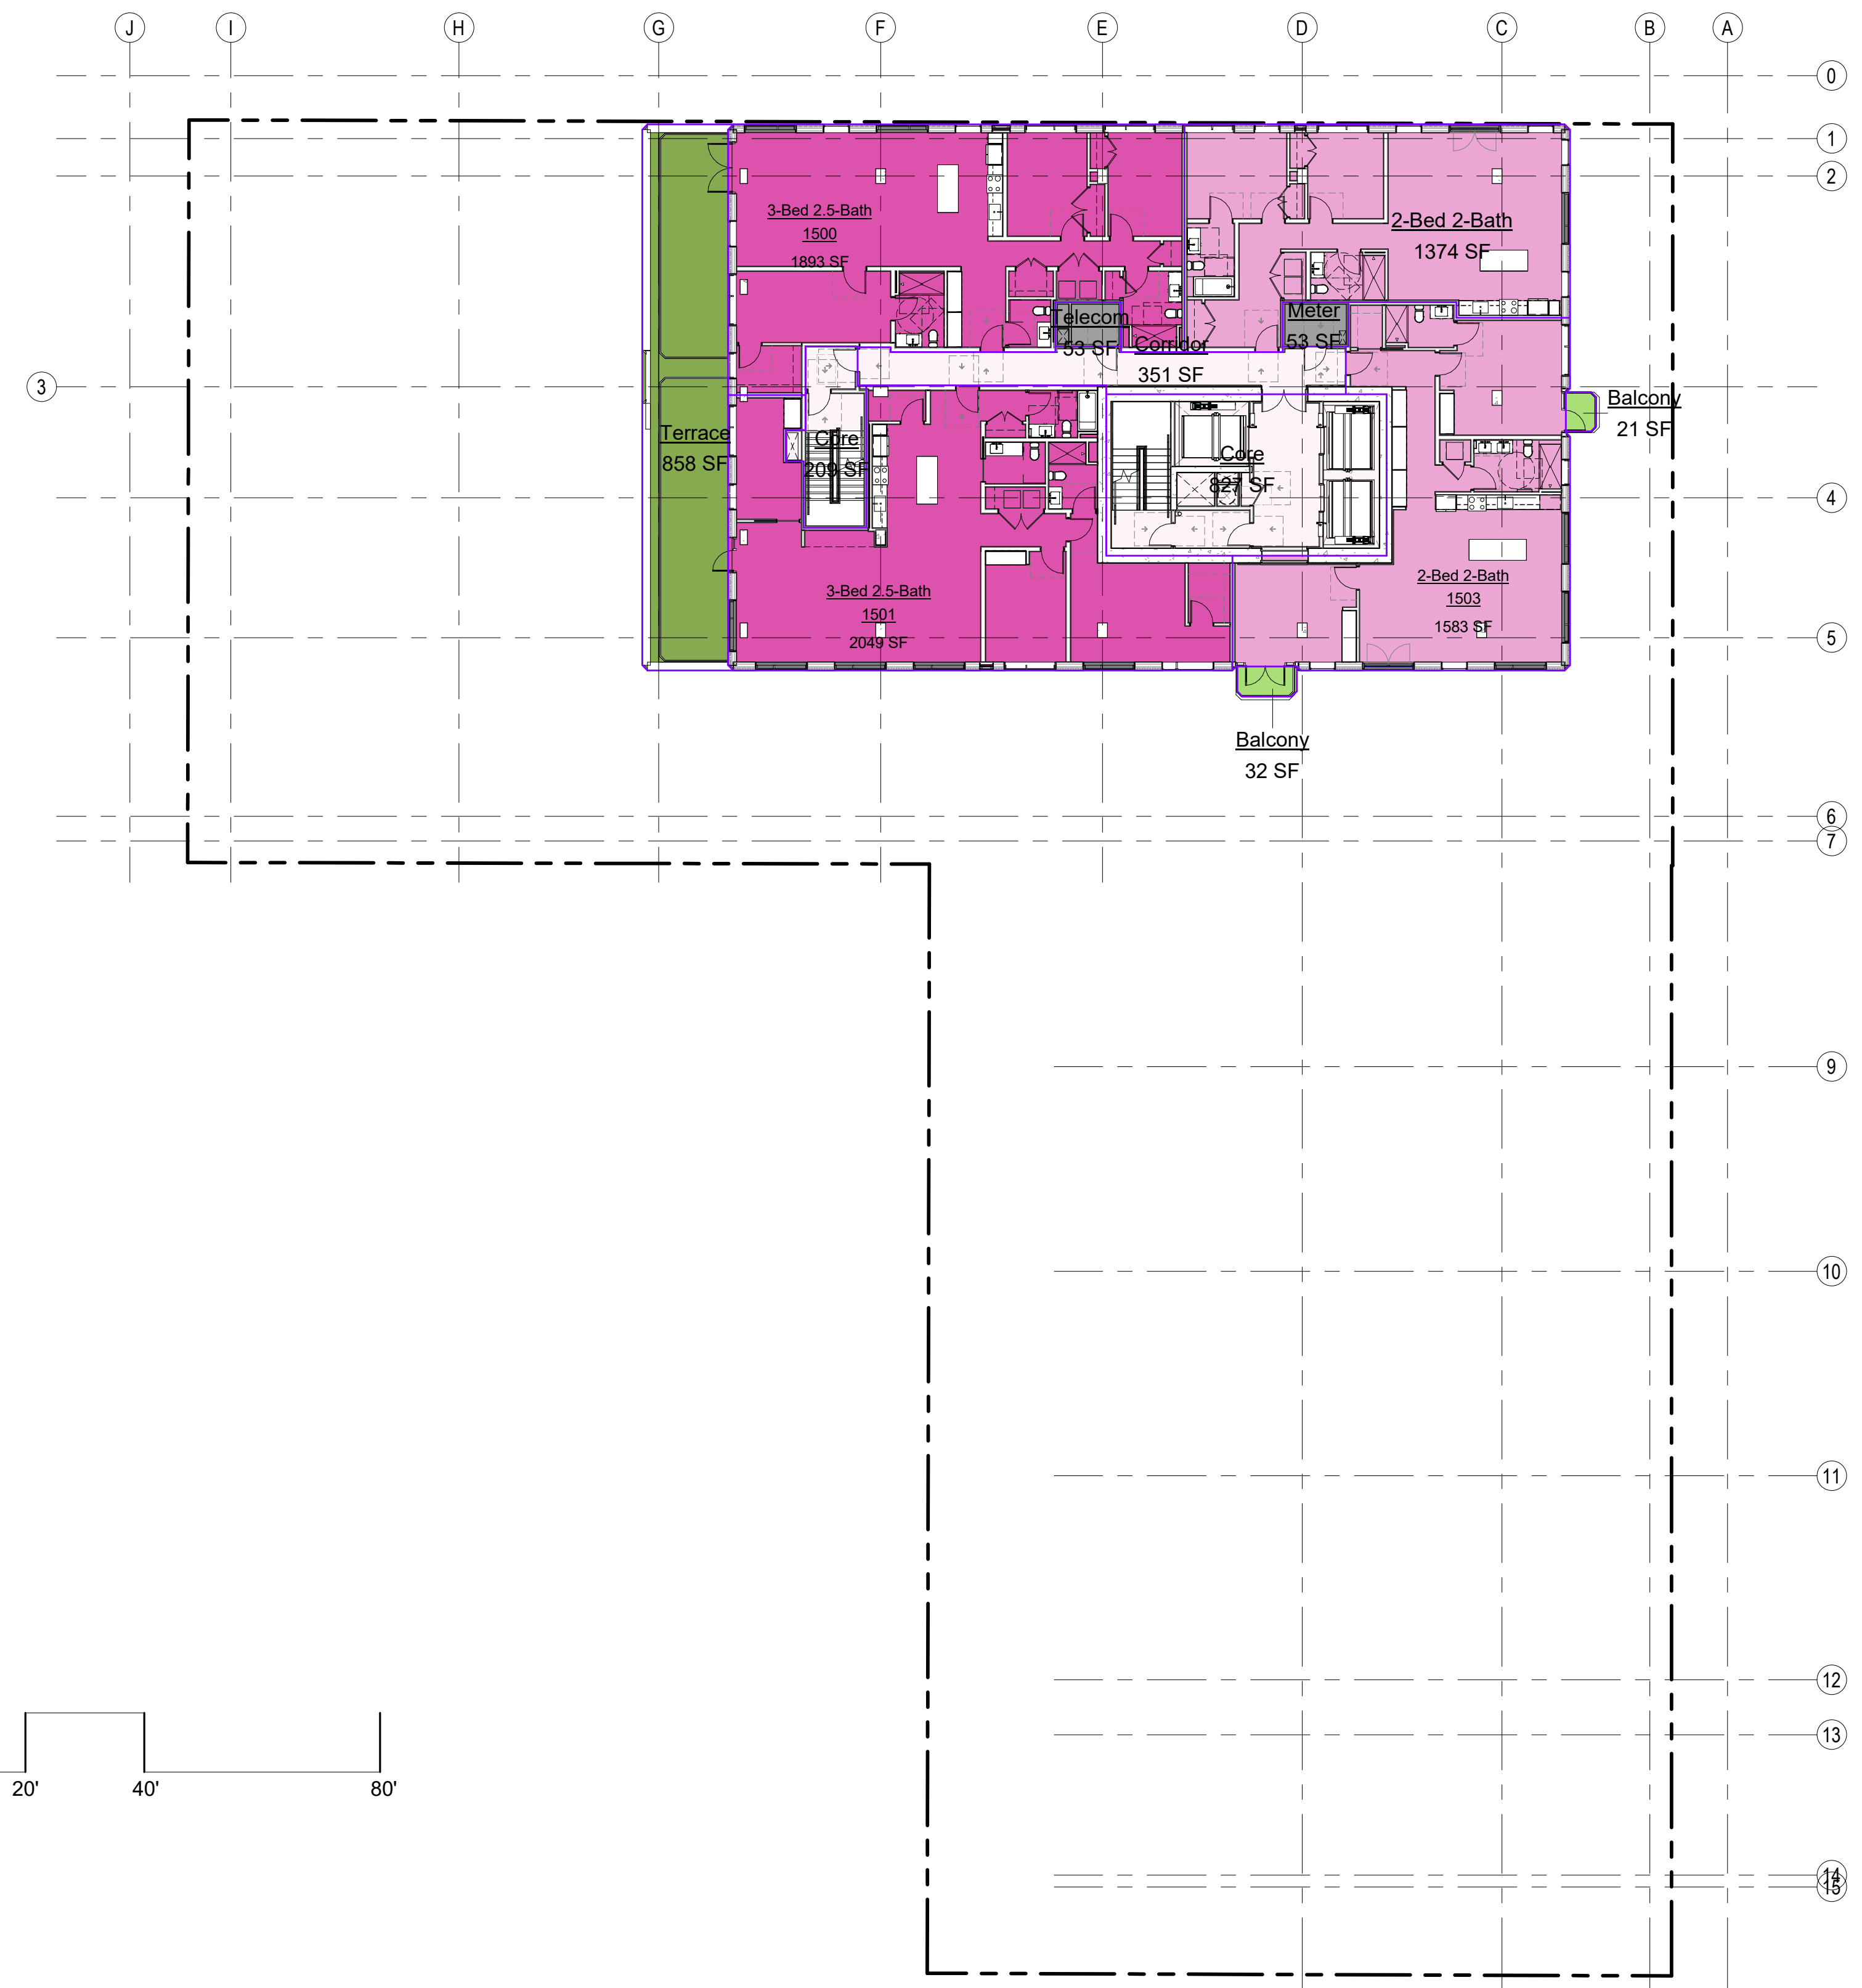 J I H G F E D C B A
0
1
2
3-Bed 2.5-Bath
1500
1893 SF
2-Bed 2-Bath
1374 SF
Telecom
53 SF
Meter
53 SF
Corridor
351 SF
3
Balcony
21 SF
Terrace
858 SF
Core
209 SF
Core
827 SF
4
3-Bed 2.5-Bath
1501
2049 SF
2-Bed 2-Bath
1503
1583 SF
5
Balcony
32 SF
6
7
9
10
11
12
13
20' 40' 80'
14
15